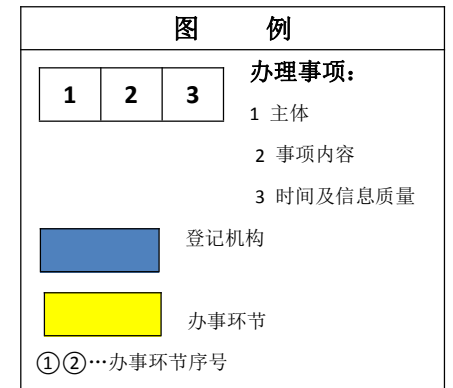 图 例
1 2 3
办理事项：
1 主体
2 事项内容
3 时间及信息质量
登记机构
办事环节
①②…办事环节序号